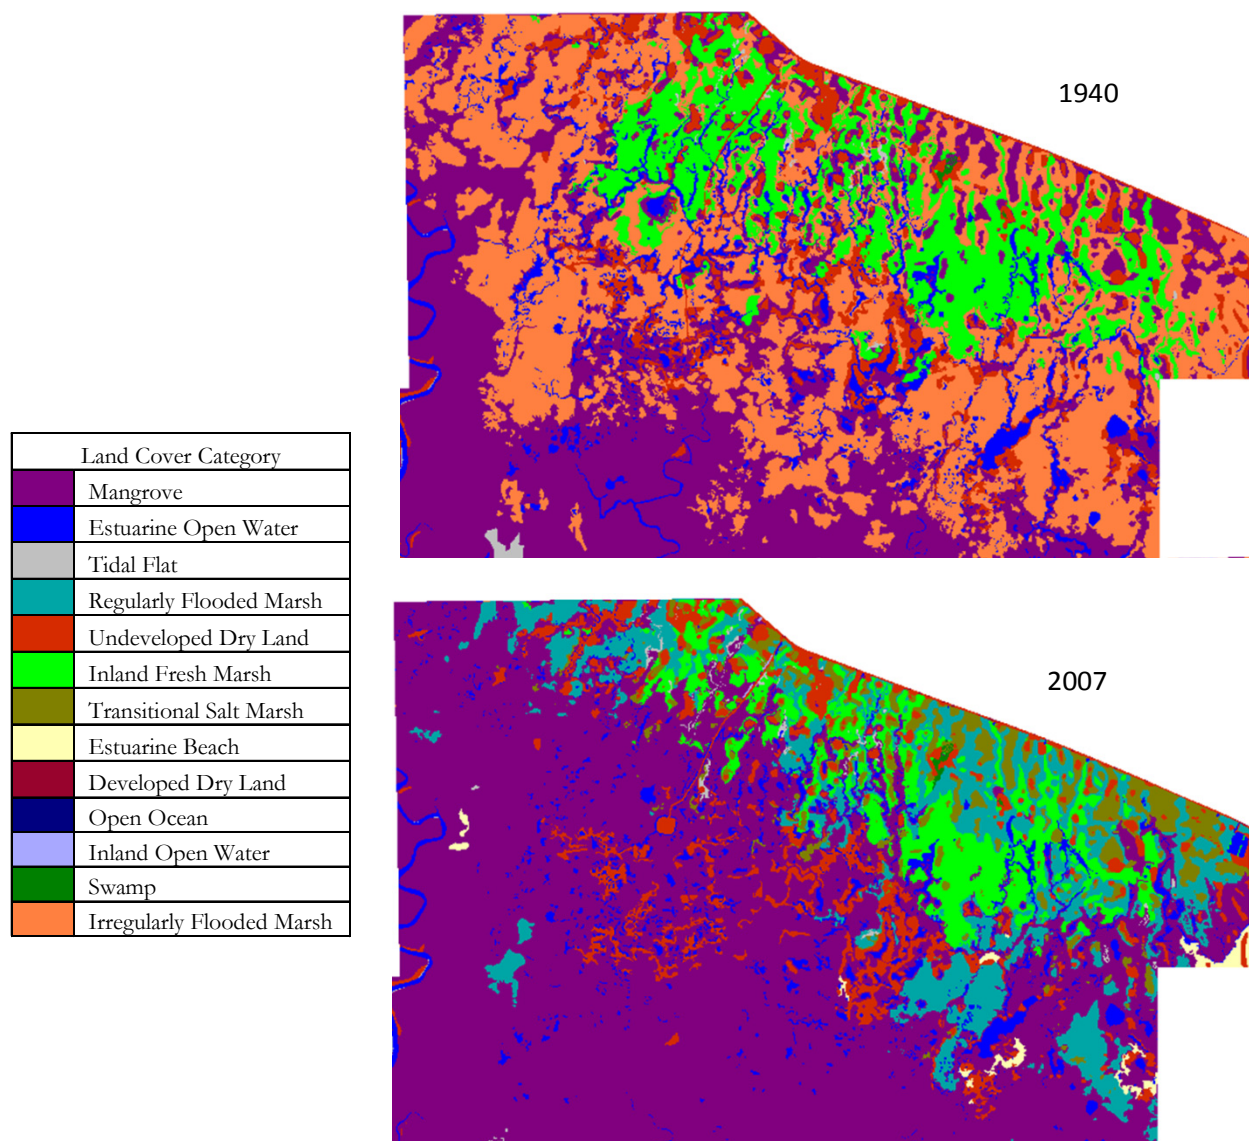 1940
Land Cover Category
Mangrove
Estuarine Open Water
Tidal Flat
Regularly Flooded Marsh
Undeveloped Dry Land
Inland Fresh Marsh
Transitional Salt Marsh
Estuarine Beach
Developed Dry Land
Open Ocean
Inland Open Water
Swamp
Irregularly Flooded Marsh
2007